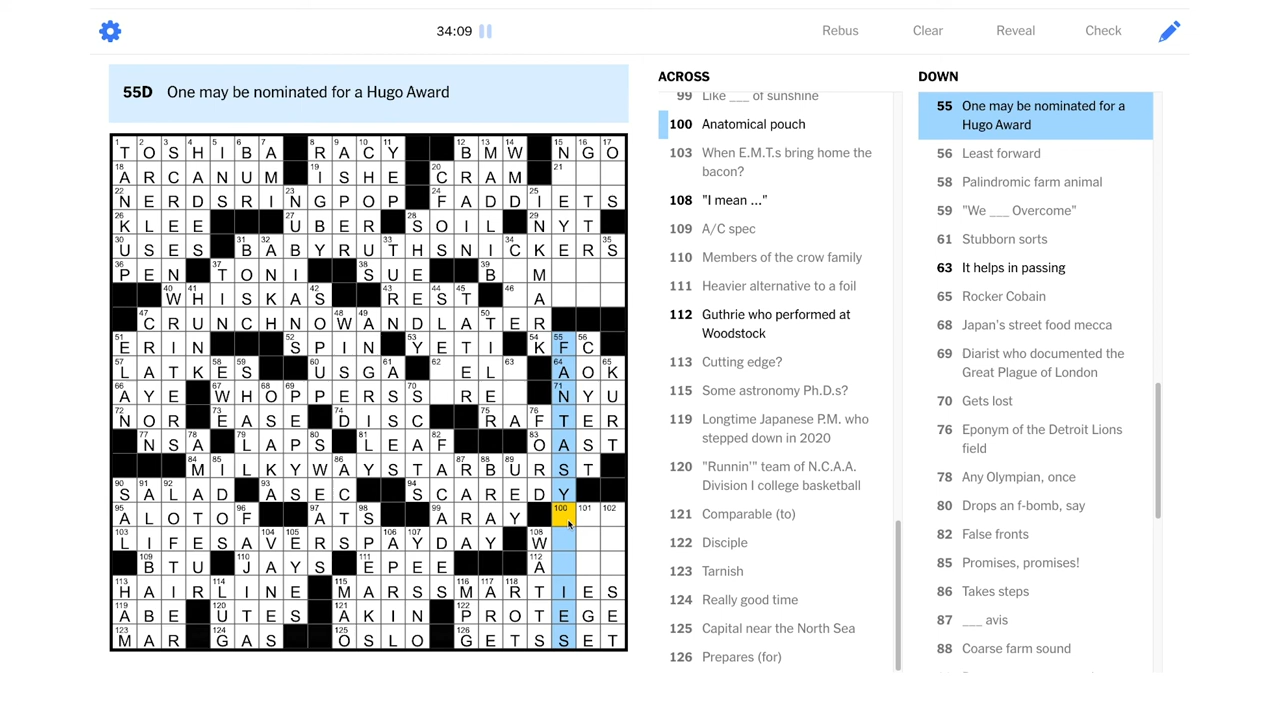 34:09
Rebus Clear Reveal Check
55D One may be nominated for a Hugo Award
ACROSS
99 Like ___ of sunshine
100 Anatomical pouch
103 When E.M.T.s bring home the
bacon?
108 "I mean ..."
109 A/C spec
110 Members of the crow family
111 Heavier alternative to a foil
112 Guthrie who performed at
Woodstock
113 Cutting edge?
115 Some astronomy Ph.D.s?
119 Longtime Japanese P.M. who
stepped down in 2020
120 "Runnin'" team of N.C.A.A.
Division I college basketball
121 Comparable (to)
122 Disciple
123 Tarnish
124 Really good time
125 Capital near the North Sea
126 Prepares (for)
DOWN
55 One may be nominated for a
Hugo Award
56 Least forward
58 Palindromic farm animal
59 "We ___ Overcome"
61 Stubborn sorts
63 It helps in passing
65 Rocker Cobain
68 Japan's street food mecca
69 Diarist who documented the
Great Plague of London
70 Gets lost
76 Eponym of the Detroit Lions
field
78 Any Olympian, once
80 Drops an f-bomb, say
82 False fronts
85 Promises, promises!
86 Takes steps
87 ___ avis
88 Coarse farm sound
TOSHIBA RACY BMW NGO
ARCANUM ISHE CRAM
NERDSRINGPOP FADDIETS
KLEE UBER SOIL NYT
USES BABYRUTHSNICKERS
PEN TONI SUE B M
WHISKAS REST A
CRUNCHNOWANDLATER
ERIN SPIN YETI KFC
LATKES USGA EL AOK
AYE WHOPPERSS RE NYU
NOR EASE DISC RAFTER
NSA LAPS LEAF OAST
MILKYWAYSTARBURST
SALAD ASEC SCARED Y
ALOTOF ATS ARAY
LIFESAVERSPAYDAY W
BTU JAYS EPEE A
HAIRLINE MARSSMARTIES
ABE UTES AKIN PROTEGE
MAR GAS OSLO GETSSET